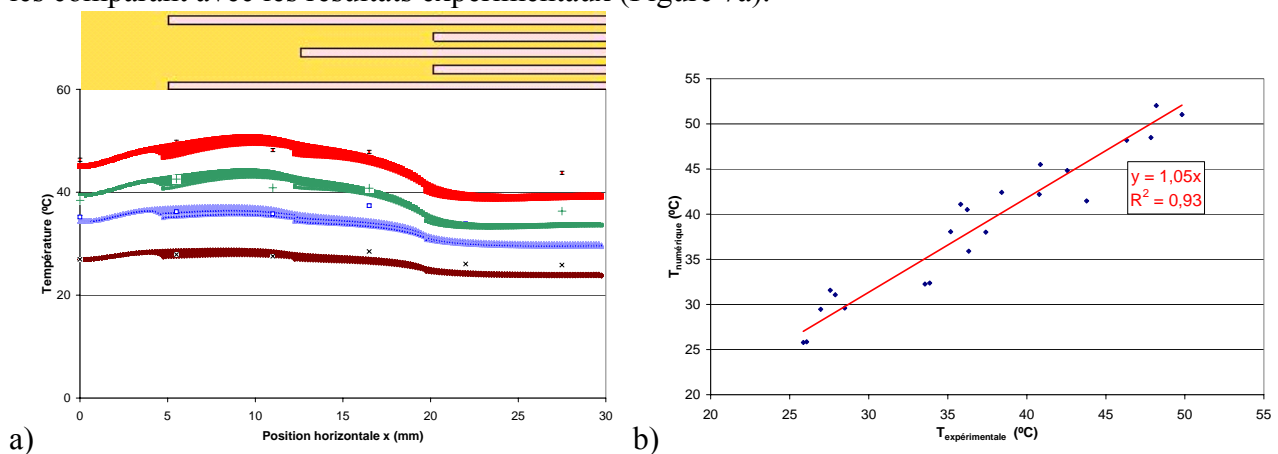 les comparant avec les résultats expérimentaux (Figure 7a).
60
40
20
0
Température (ºC)
0 5 10 15 20 25 30
Position horizontale x (mm)
a)
55
50
45
40
35
30
25
20
Tnumérique (ºC)
y = 1,05x
R² = 0,93
20 25 30 35 40 45 50 55
Texpérimentale (ºC)
b)